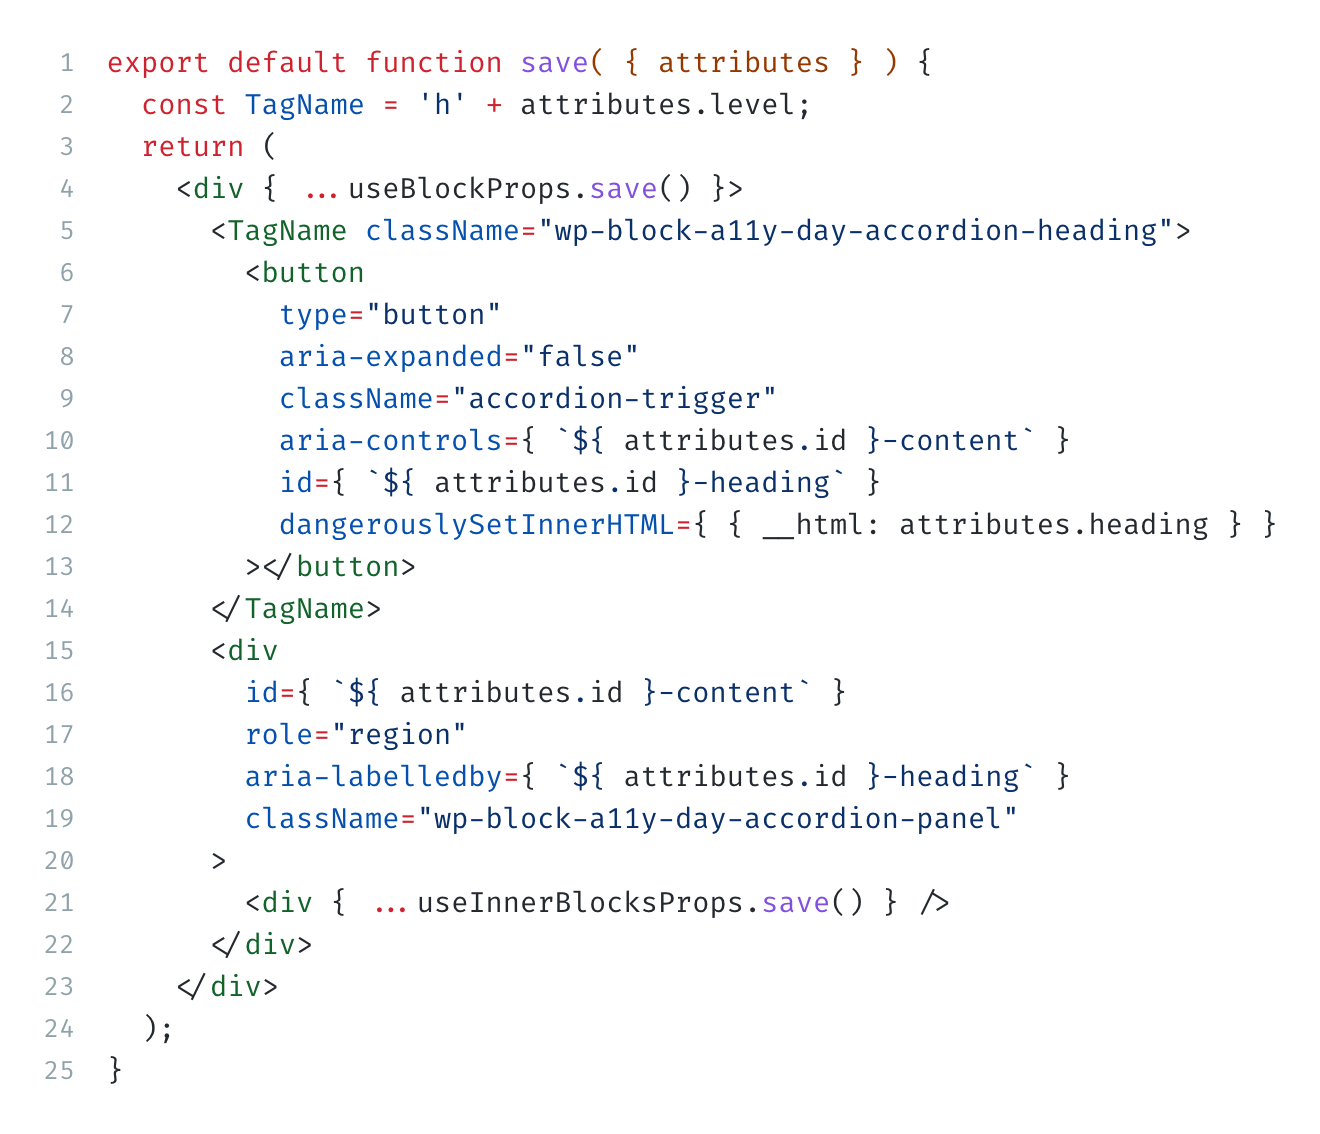 1 export default function save( { attributes } ) {
2   const TagName = 'h' + attributes.level;
3   return (
4     <div { ...useBlockProps.save() }>
5       <TagName className="wp-block-a11y-day-accordion-heading">
6         <button
7           type="button"
8           aria-expanded="false"
9           className="accordion-trigger"
10           aria-controls={ `${ attributes.id }-content` }
11           id={ `${ attributes.id }-heading` }
12           dangerouslySetInnerHTML={ { __html: attributes.heading } }
13         ></button>
14       </TagName>
15       <div
16         id={ `${ attributes.id }-content` }
17         role="region"
18         aria-labelledby={ `${ attributes.id }-heading` }
19         className="wp-block-a11y-day-accordion-panel"
20       >
21         <div { ...useInnerBlocksProps.save() } />
22       </div>
23     </div>
24   );
25 }